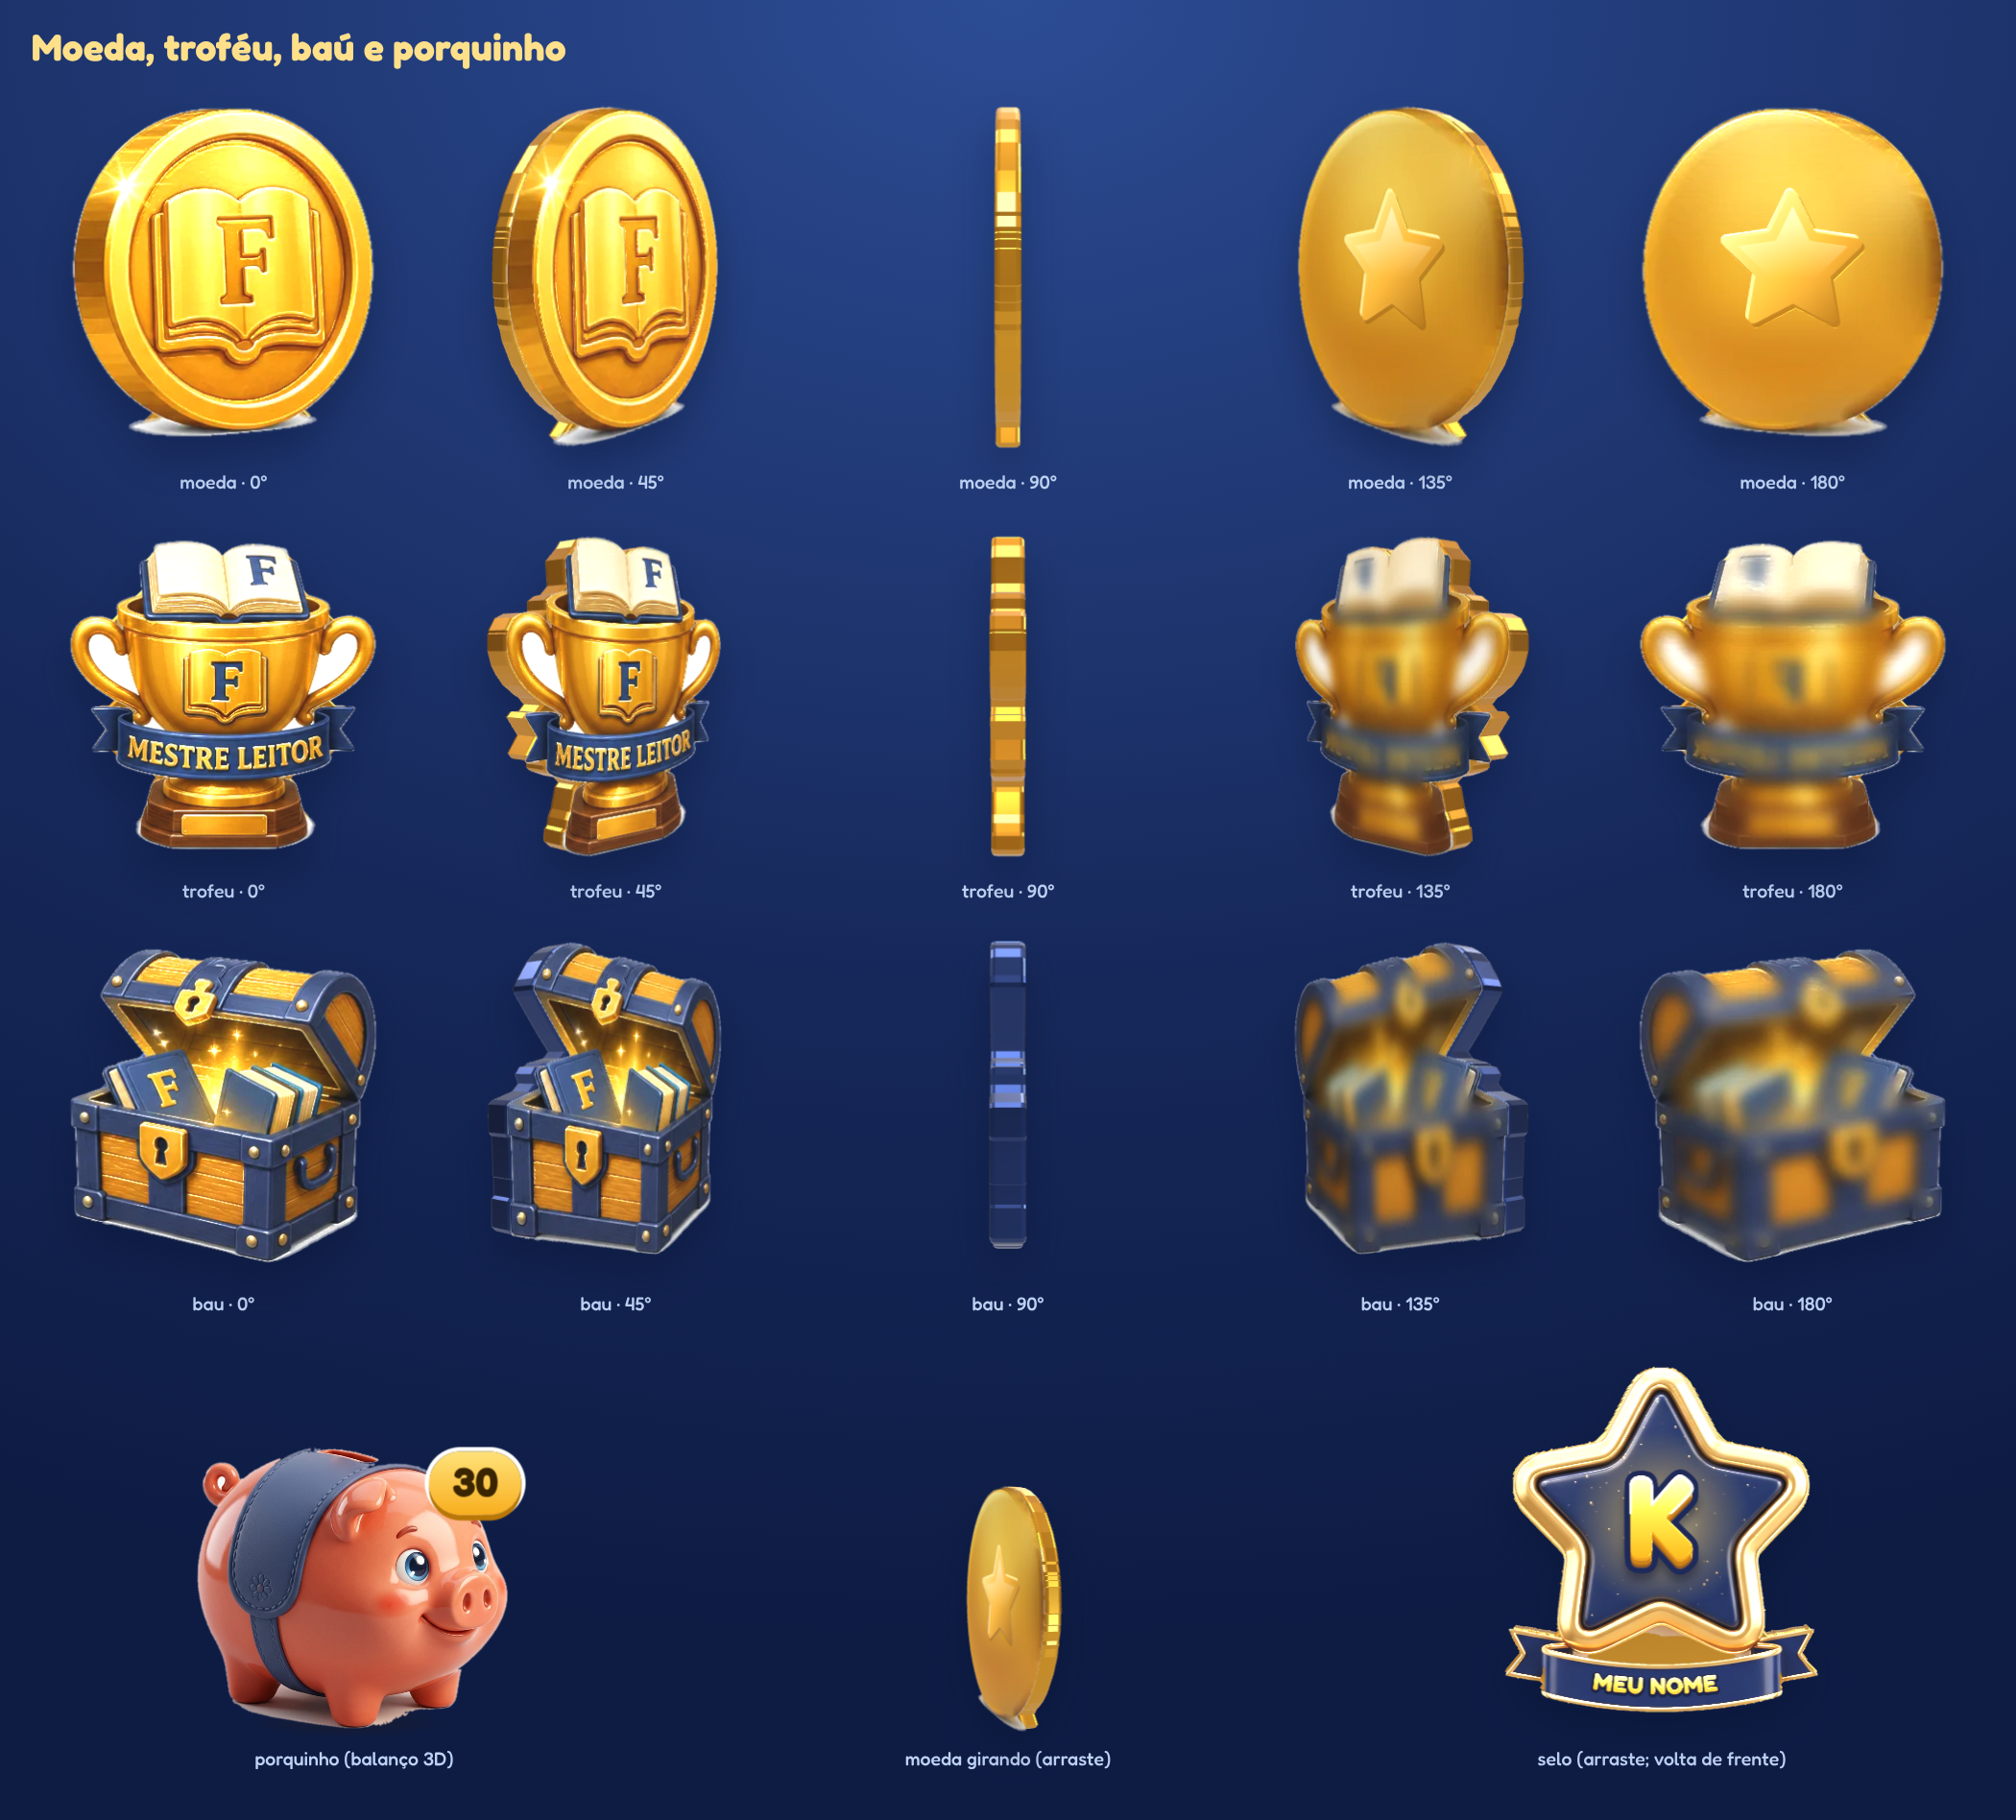 Moeda, troféu, baú e porquinho
F
F
moeda · 0°
moeda · 45°
moeda · 90°
moeda · 135°
moeda · 180°
F
F
F
F
MESTRE LEITOR
MESTRE LEITOR
trofeu · 0°
trofeu · 45°
trofeu · 90°
trofeu · 135°
trofeu · 180°
F
F
bau · 0°
bau · 45°
bau · 90°
bau · 135°
bau · 180°
30
K
MEU NOME
porquinho (balanço 3D)
moeda girando (arraste)
selo (arraste; volta de frente)